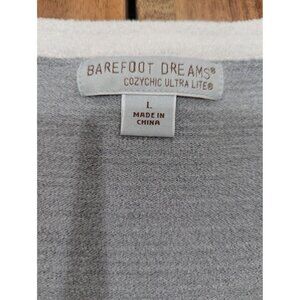 BAREFOOT DREAMS®
COZYCHIC ULTRA LITE®
L
MADE IN
CHINA